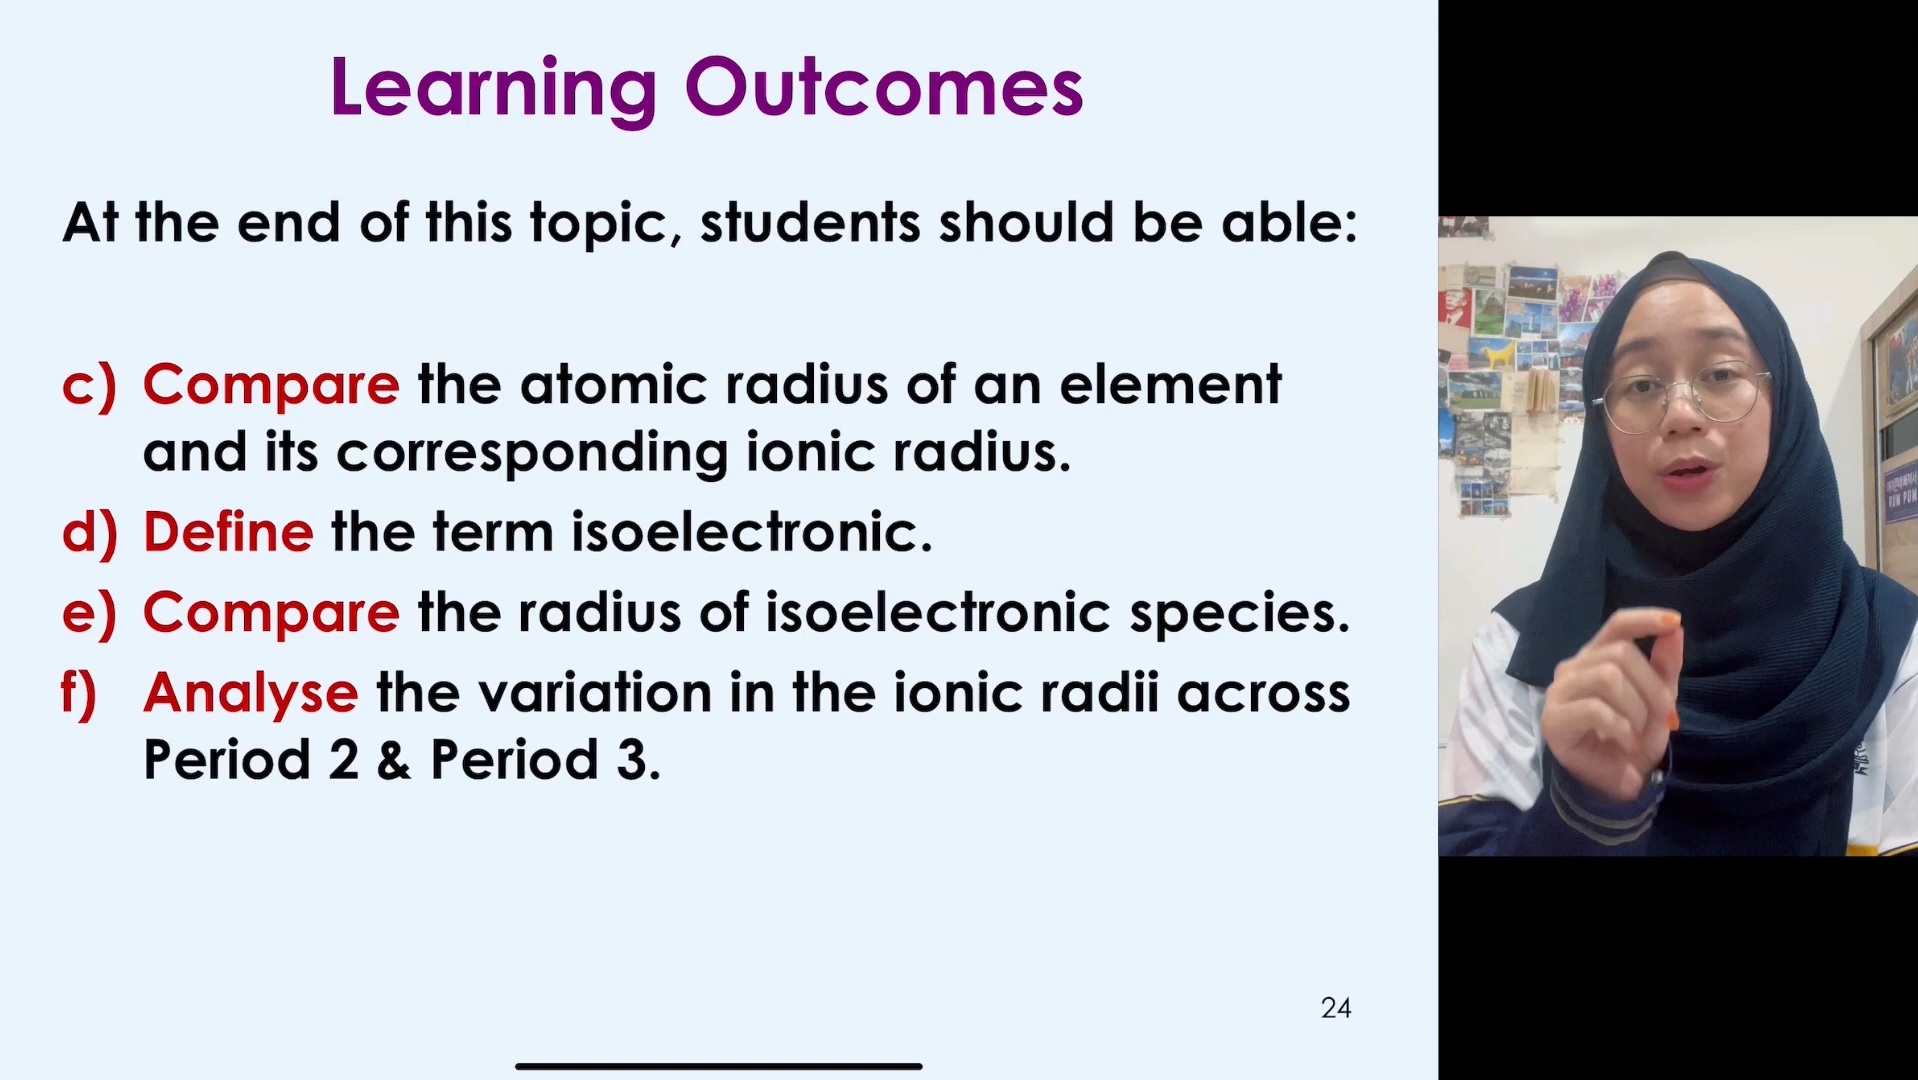 Learning Outcomes
At the end of this topic, students should be able:
c) Compare the atomic radius of an element
and its corresponding ionic radius.
d) Define the term isoelectronic.
e) Compare the radius of isoelectronic species.
f) Analyse the variation in the ionic radii across
Period 2 & Period 3.
24